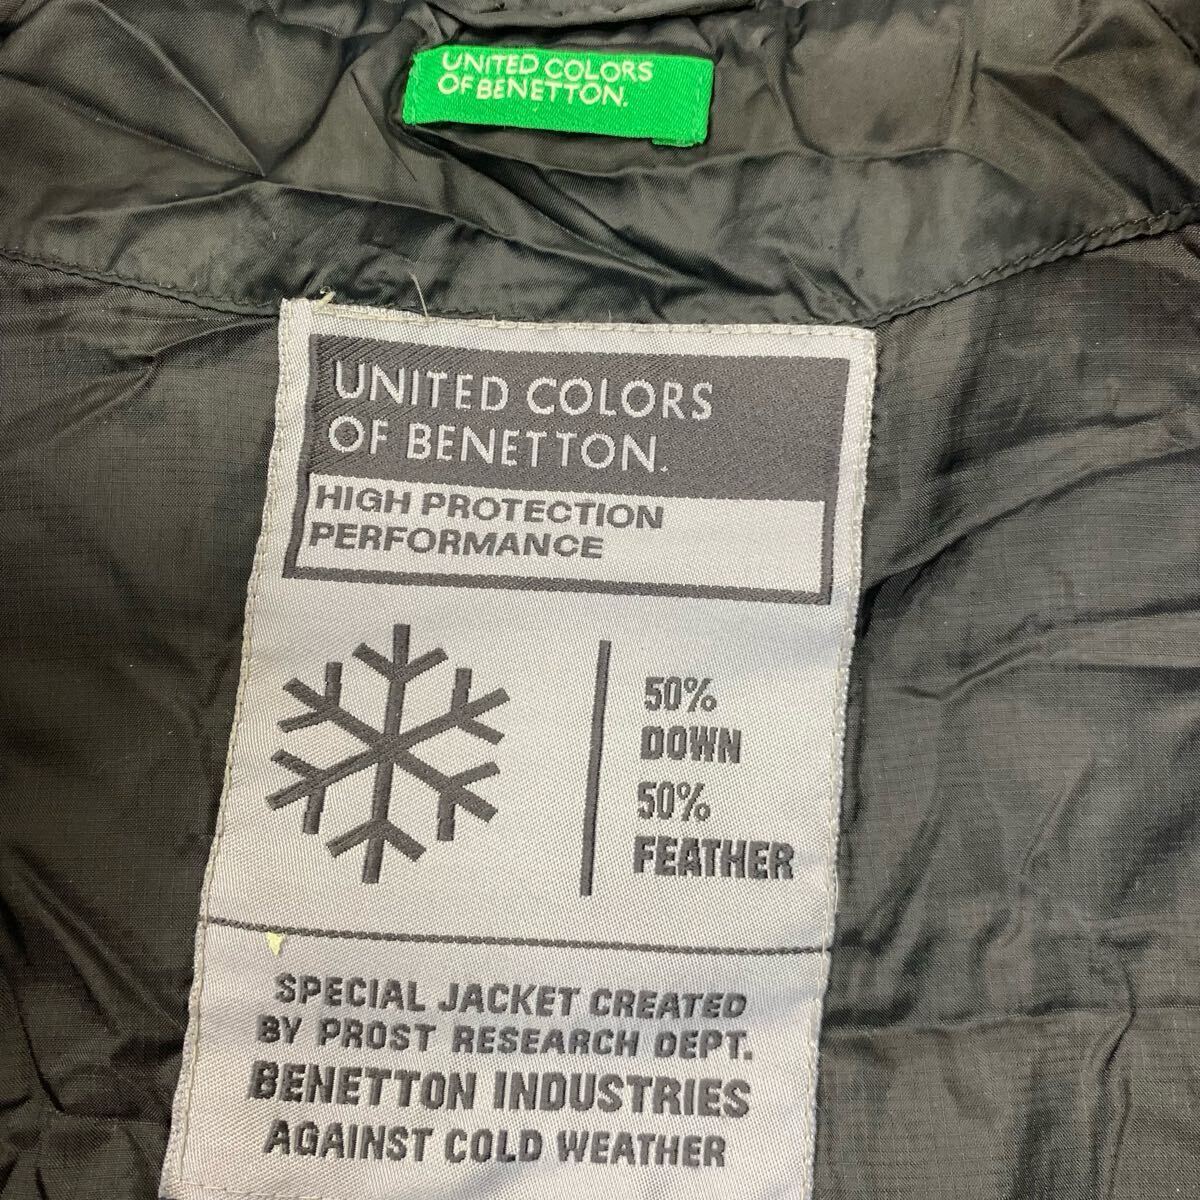 UNITED COLORS
OF BENETTON.
UNITED COLORS
OF BENETTON.
HIGH PROTECTION
PERFORMANCE
50%
DOWN
50%
FEATHER
SPECIAL JACKET CREATED
BY PROST RESEARCH DEPT.
BENETTON INDUSTRIES
AGAINST COLD WEATHER